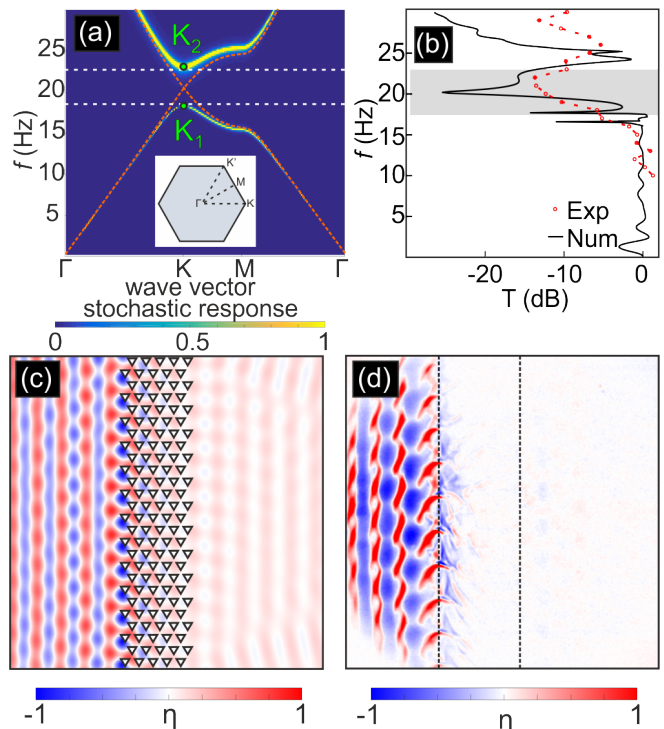 (a)
K₂
K₁
25
20
15
10
5
f (Hz)
K'
M
Γ
K
Γ
K
M
Γ
wave vector
stochastic response
0
0.5
1
(b)
25
20
15
10
5
f (Hz)
Exp
Num
-20
-10
0
T (dB)
(c)
-1
η
1
(d)
-1
n
1